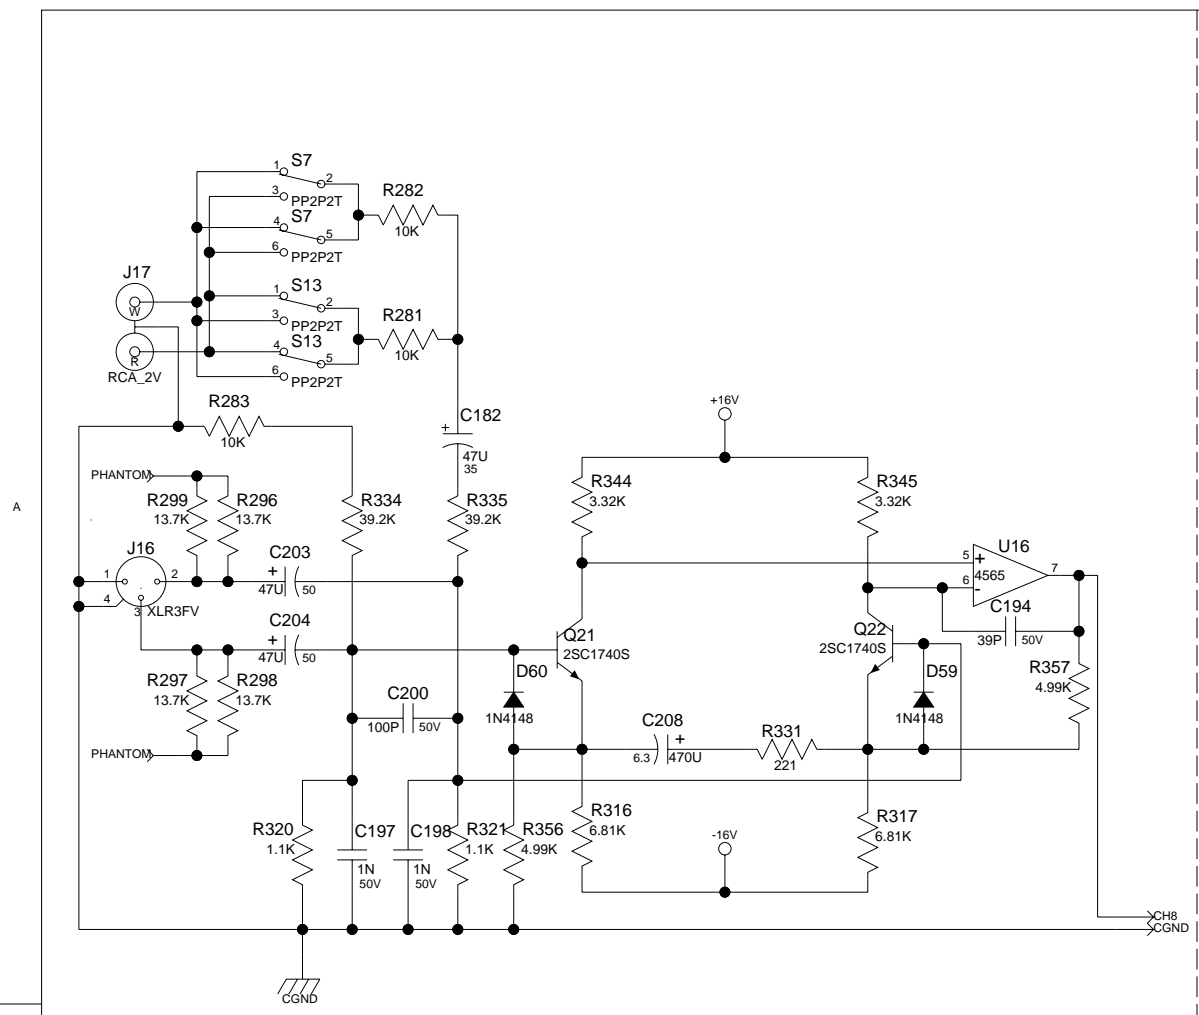 S7
1
2
3
PP2P2T
S7
4
5
6
PP2P2T
R282
10K
J17
W
R
RCA_2V
S13
1
2
3
PP2P2T
S13
4
5
6
PP2P2T
R281
10K
R283
10K
C182
+
47U
35
+16V
PHANTOM
R299
13.7K
R296
13.7K
R334
39.2K
R335
39.2K
R344
3.32K
R345
3.32K
A
J16
1
2
3
4
XLR3FV
C203
+
47U
50
C204
+
47U
50
U16
5
+
4565
6
-
7
C194
39P
50V
Q21
2SC1740S
Q22
2SC1740S
R297
13.7K
R298
13.7K
D60
1N4148
D59
1N4148
R357
4.99K
C200
100P
50V
C208
+
6.3
470U
R331
221
PHANTOM
R320
1.1K
C197
1N
50V
C198
1N
50V
R321
1.1K
R356
4.99K
R316
6.81K
-16V
R317
6.81K
CH8
CGND
CGND